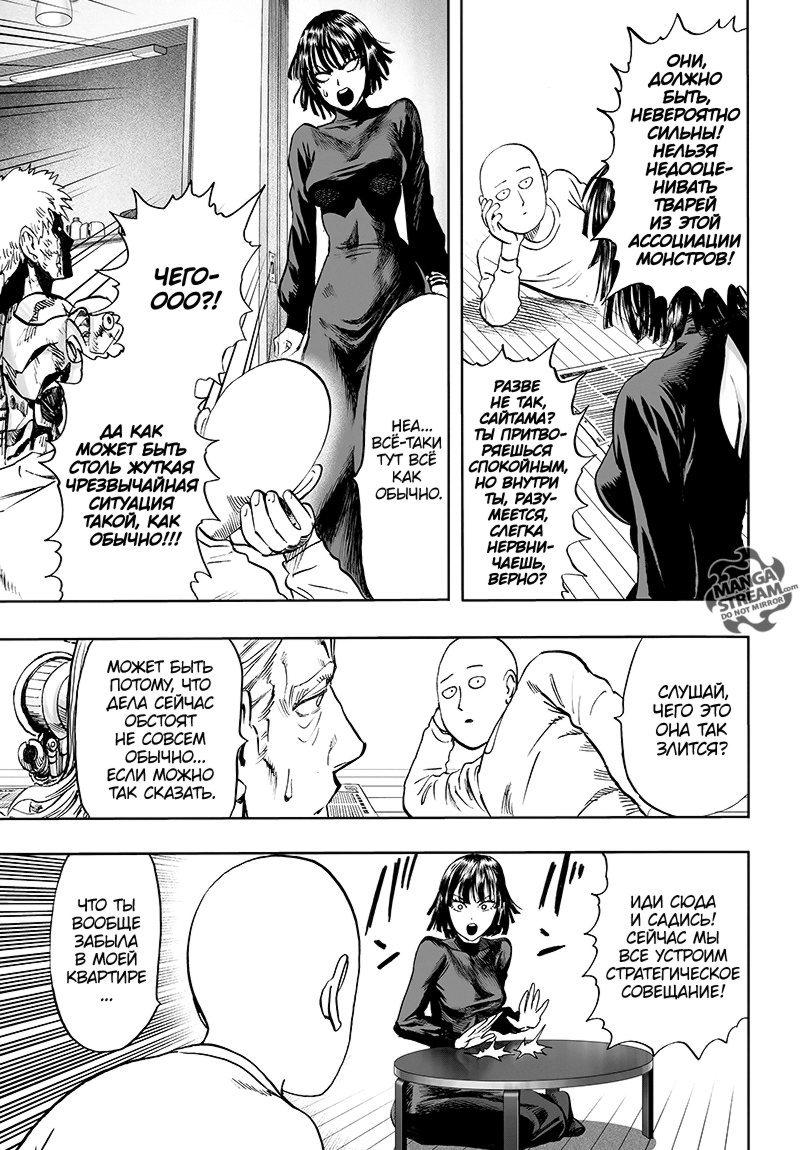 ОНИ,
ДОЛЖНО
БЫТЬ,
НЕВЕРОЯТНО
СИЛЬНЫ!
НЕЛЬЗЯ
НЕДООЦЕ-
НИВАТЬ
ТВАРЕЙ
ИЗ ЭТОЙ
АССОЦИАЦИИ
МОНСТРОВ!
РАЗВЕ
НЕ ТАК,
САЙТАМА?
ТЫ ПРИТВО-
РЯЕШЬСЯ
СПОКОЙНЫМ,
НО ВНУТРИ
ТЫ, РАЗУ-
МЕЕТСЯ,
СЛЕГКА
НЕРВНИ-
ЧАЕШЬ,
ВЕРНО?
НЕА...
ВСЁ-ТАКИ
ТУТ ВСЁ
КАК
ОБЫЧНО.
ЧЕГО-
ООО?!
ДА КАК
МОЖЕТ БЫТЬ
СТОЛЬ ЖУТКАЯ
ЧРЕЗВЫЧАЙНАЯ
СИТУАЦИЯ
ТАКОЙ, КАК
ОБЫЧНО!!!
MANGA
STREAM.com
DO NOT MIRROR
СЛУШАЙ,
ЧЕГО ЭТО
ОНА ТАК
ЗЛИТСЯ?
МОЖЕТ БЫТЬ
ПОТОМУ, ЧТО
ДЕЛА СЕЙЧАС
ОБСТОЯТ
НЕ СОВСЕМ
ОБЫЧНО...
ЕСЛИ МОЖНО
ТАК СКАЗАТЬ.
ИДИ СЮДА
И САДИСЬ!
СЕЙЧАС МЫ
ВСЕ УСТРОИМ
СТРАТЕГИЧЕСКОЕ
СОВЕЩАНИЕ!
ЧТО ТЫ
ВООБЩЕ
ЗАБЫЛА
В МОЕЙ
КВАРТИРЕ
...